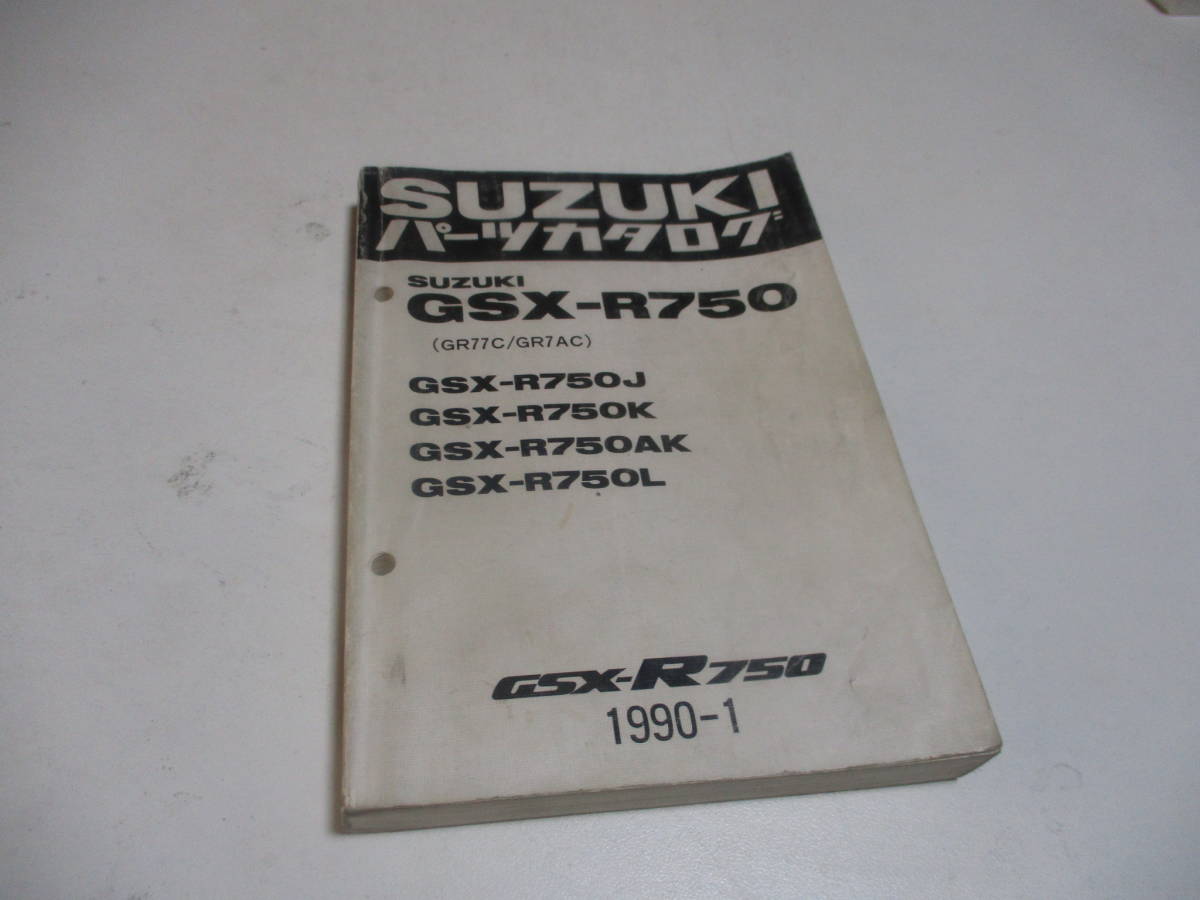 SUZUKI
パーツカタログ
SUZUKI
GSX-R750
(GR77C/GR7AC)
GSX-R750J
GSX-R750K
GSX-R750AK
GSX-R750L
GSX-R750
1990-1